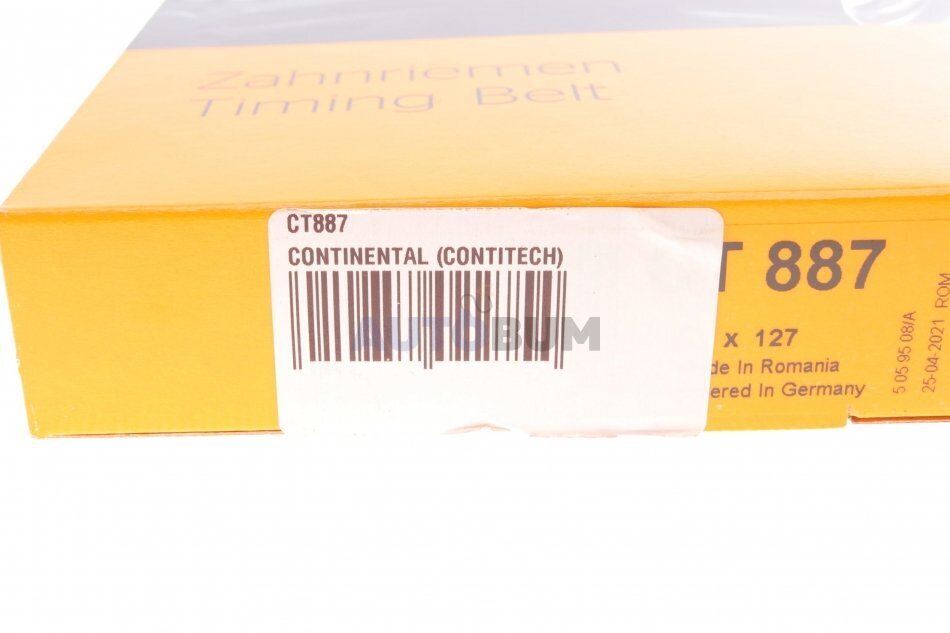 Zahnriemen
Timing Belt
CT887
CONTINENTAL (CONTITECH)
AUTOBUM
T 887
x 127
de In Romania
ered In Germany
5 05 95 08/A
25-04-2021 ROM